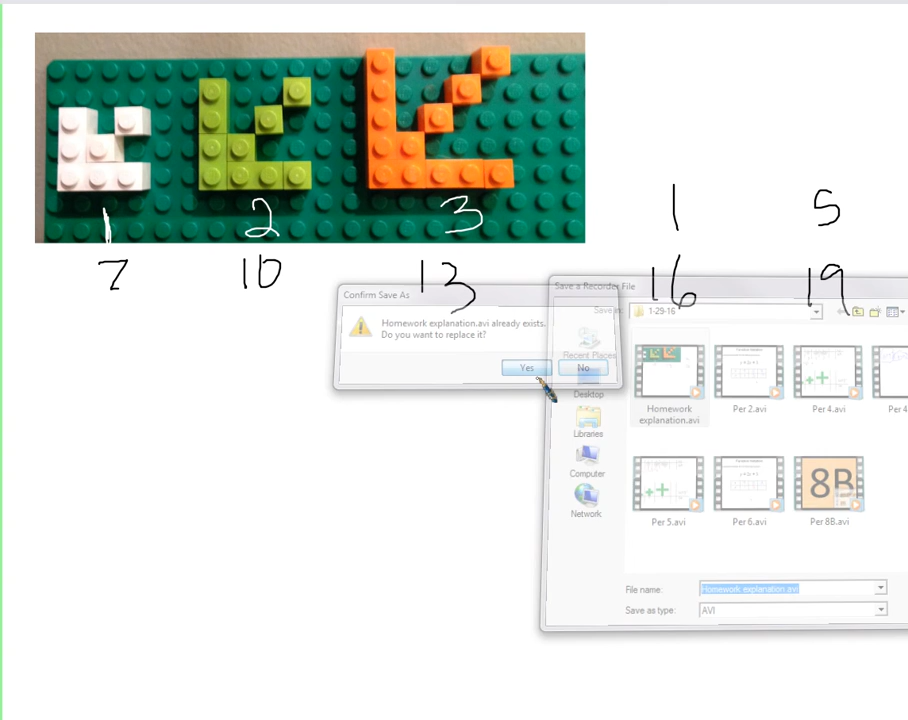 1 2 3
1 5
7 10 13 16 19
Confirm Save As
Homework explanation.avi already exists.
Do you want to replace it?
Yes No
Save a Recorder File
1-29-16
Recent Places
Desktop
Libraries
Computer
Network
Homework explanation.avi
Per 2.avi
Per 4.avi
Per 4
Per 5.avi
Per 6.avi
8B
Per 8B.avi
File name: Homework explanation.avi
Save as type: AVI